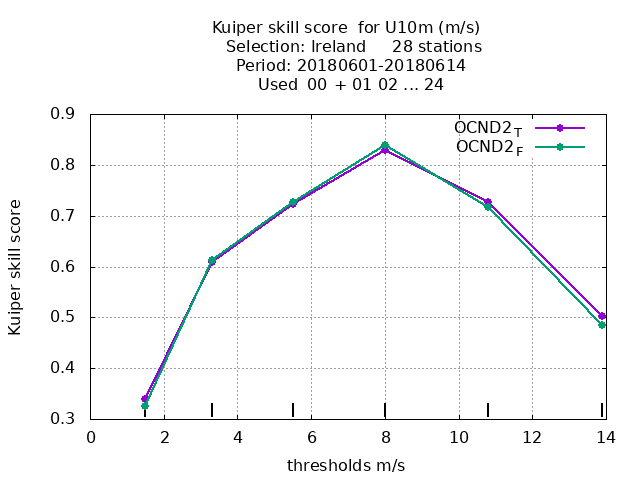 Kuiper skill score  for U10m (m/s)
Selection: Ireland     28 stations
Period: 20180601-20180614
Used  00  + 01 02 ... 24
OCND2T
OCND2F
Kuiper skill score
0.9
0.8
0.7
0.6
0.5
0.4
0.3
0 2 4 6 8 10 12 14
thresholds m/s